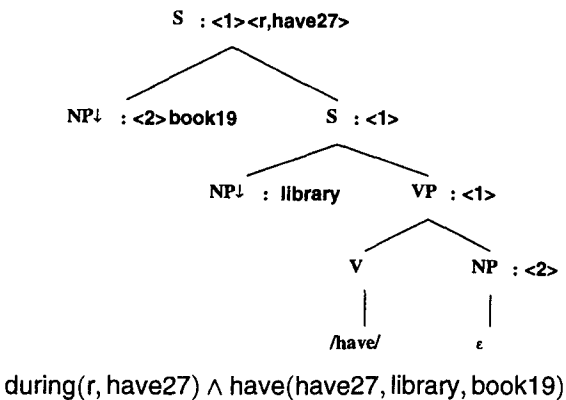 S : <1><r,have27>
NP↓ : <2>book19 S : <1>
NP↓ : library VP : <1>
V NP : <2>
/have/ ε
during(r, have27) ∧ have(have27, library, book19)